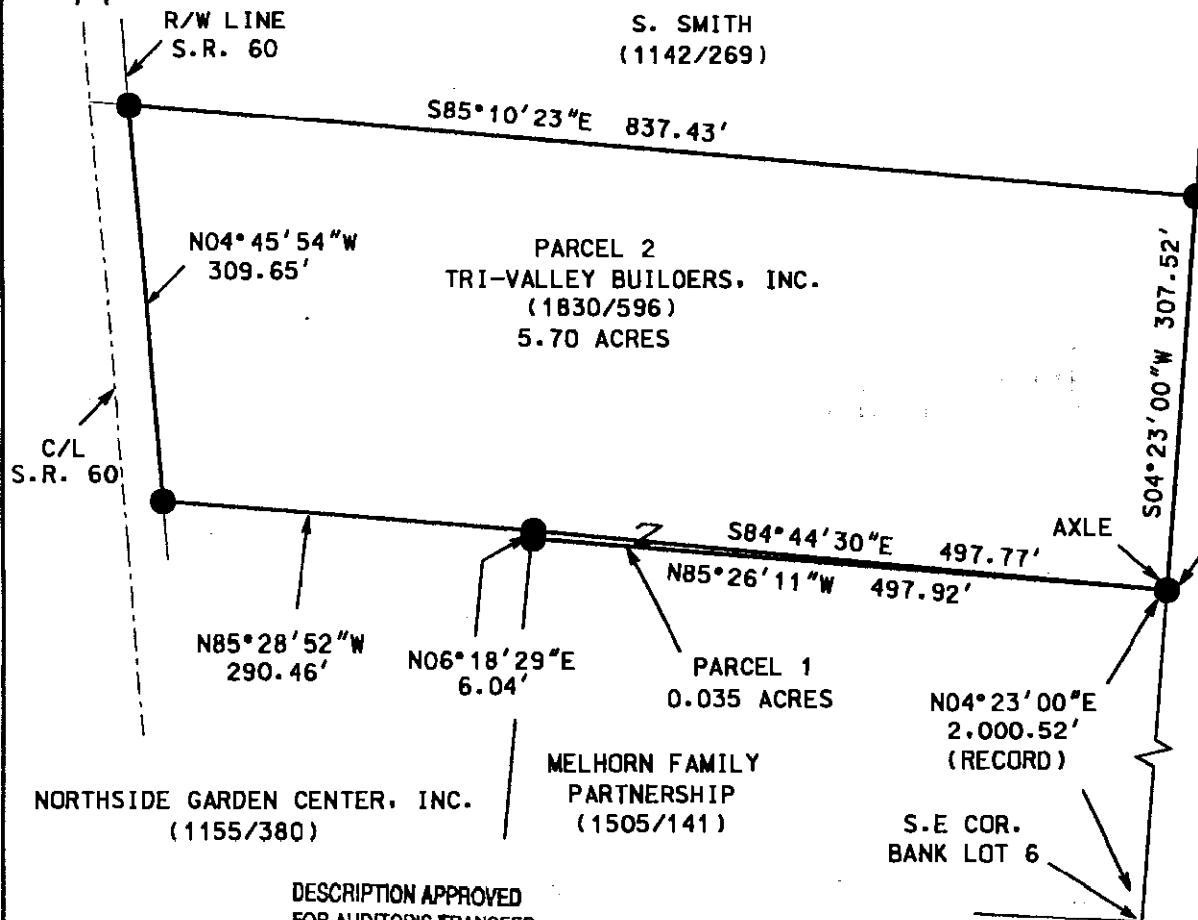 R/W LINE
S.R. 60
S. SMITH
(1142/269)
S85°10'23"E 837.43'
N04°45'54"W
309.65'
PARCEL 2
TRI-VALLEY BUILDERS, INC.
(1830/596)
5.70 ACRES
S04°23'00"W 307.52'
C/L
S.R. 60
AXLE
S84°44'30"E 497.77'
N85°26'11"W 497.92'
N85°28'52"W
290.46'
N06°18'29"E
6.04'
PARCEL 1
0.035 ACRES
N04°23'00"E
2,000.52'
(RECORD)
MELHORN FAMILY
PARTNERSHIP
(1505/141)
NORTHSIDE GARDEN CENTER, INC.
(1155/380)
S.E COR.
BANK LOT 6
DESCRIPTION APPROVED
FOR AUDITOR'S TRANSFER